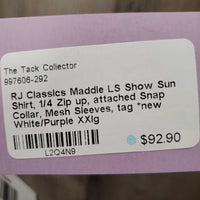 The Tack Collector
997606-292
RJ Classics Maddie LS Show Sun
Shirt, 1/4 Zip up, attached Snap
Collar, Mesh Sleeves, tag *new
White/Purple XXlg
$92.90
L2Q4N9